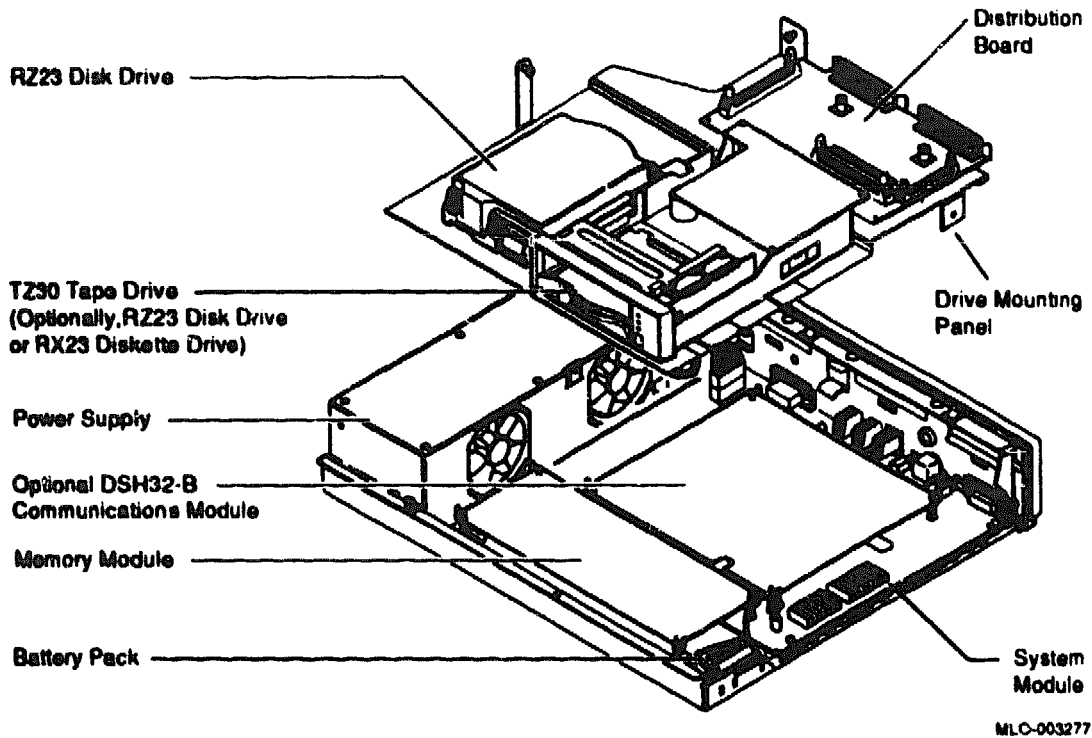 Distribution
Board
RZ23 Disk Drive
TZ30 Tape Drive
(Optionally, RZ23 Disk Drive
or RX23 Diskette Drive)
Drive Mounting
Panel
Power Supply
Optional DSH32-B
Communications Module
Memory Module
Battery Pack
System
Module
MLO-003277